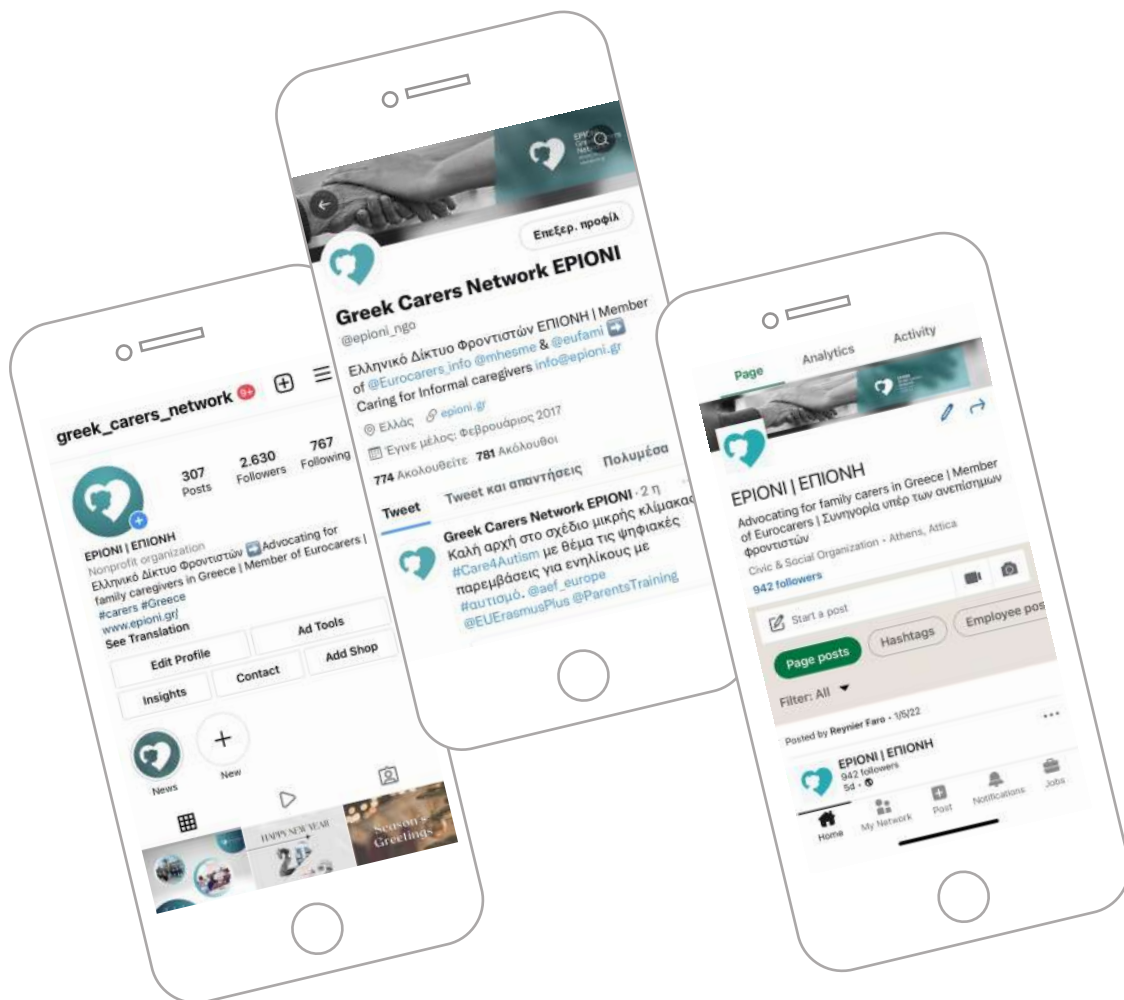 greek_carers_network 9+
307
Posts
2.630
Followers
767
Following
ΕΡΙΟΝΙ | ΕΠΙΟΝΗ
Nonprofit organization
Ελληνικό Δίκτυο Φροντιστών ➡️Advocating for
family caregivers in Greece | Member of Eurocarers |
#carers #Greece
www.epioni.gr/
See Translation
Edit Profile
Ad Tools
Insights
Contact
Add Shop
News
New
HAPPY NEW YEAR
Season's
Greetings
Επεξερ. προφίλ
Greek Carers Network EPIONI
@epioni_ngo
Ελληνικό Δίκτυο Φροντιστών ΕΠΙΟΝΗ | Member
of @Eurocarers_info @mhesme & @eufami ➡️
Caring for Informal caregivers info@epioni.gr
Ελλάς epioni.gr
Έγινε μέλος: Φεβρουάριος 2017
774 Ακολουθείτε 781 Ακόλουθοι
Tweet
Tweet και απαντήσεις
Πολυμέσα
Greek Carers Network EPIONI · 2 η
Καλή αρχή στο σχέδιο μικρής κλίμακας
#Care4Autism με θέμα τις ψηφιακές
παρεμβάσεις για ενηλίκους με
#αυτισμό. @aef_europe
@EUErasmusPlus @ParentsTraining
Page
Analytics
Activity
EPIONI | ΕΠΙΟΝΗ
Advocating for family carers in Greece | Member
of Eurocarers | Συνηγορία υπέρ των ανεπίσημων
φροντιστών
Civic & Social Organization • Athens, Attica
942 followers
Start a post
Page posts
Hashtags
Employee pos
Filter: All
Posted by Reynier Faro • 1/5/22
EPIONI | ΕΠΙΟΝΗ
942 followers
5d •
Home
My Network
Post
Notifications
Jobs